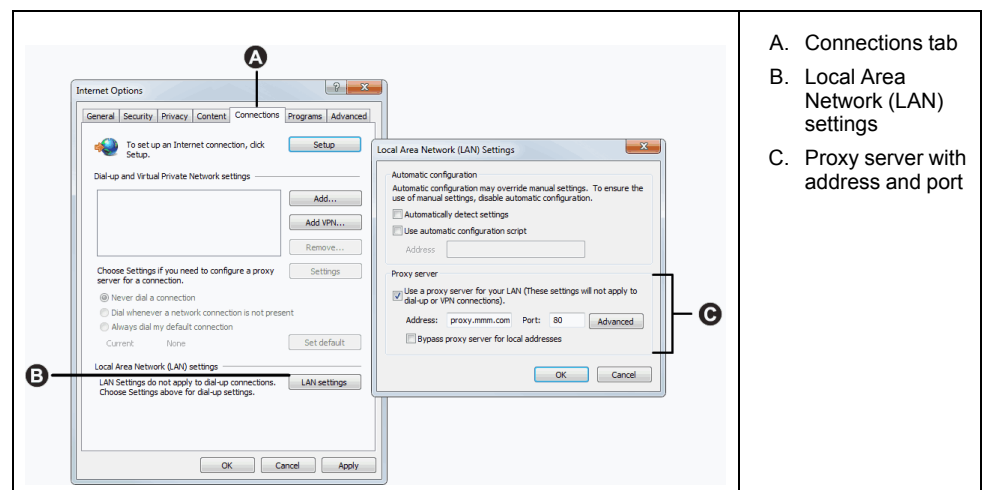 A
Internet Options
?
X
General Security Privacy Content Connections Programs Advanced
To set up an Internet connection, click
Setup.
Setup
Dial-up and Virtual Private Network settings
Add...
Add VPN...
Remove...
Choose Settings if you need to configure a proxy
server for a connection.
Settings
Never dial a connection
Dial whenever a network connection is not present
Always dial my default connection
Current None
Set default
Local Area Network (LAN) settings
B
LAN Settings do not apply to dial-up connections.
Choose Settings above for dial-up settings.
LAN settings
OK Cancel Apply
Local Area Network (LAN) Settings
X
Automatic configuration
Automatic configuration may override manual settings. To ensure the
use of manual settings, disable automatic configuration.
Automatically detect settings
Use automatic configuration script
Address
Proxy server
Use a proxy server for your LAN (These settings will not apply to
dial-up or VPN connections).
Address: proxy.mmm.com Port: 80 Advanced
Bypass proxy server for local addresses
OK Cancel
C
A. Connections tab
B. Local Area
Network (LAN)
settings
C. Proxy server with
address and port